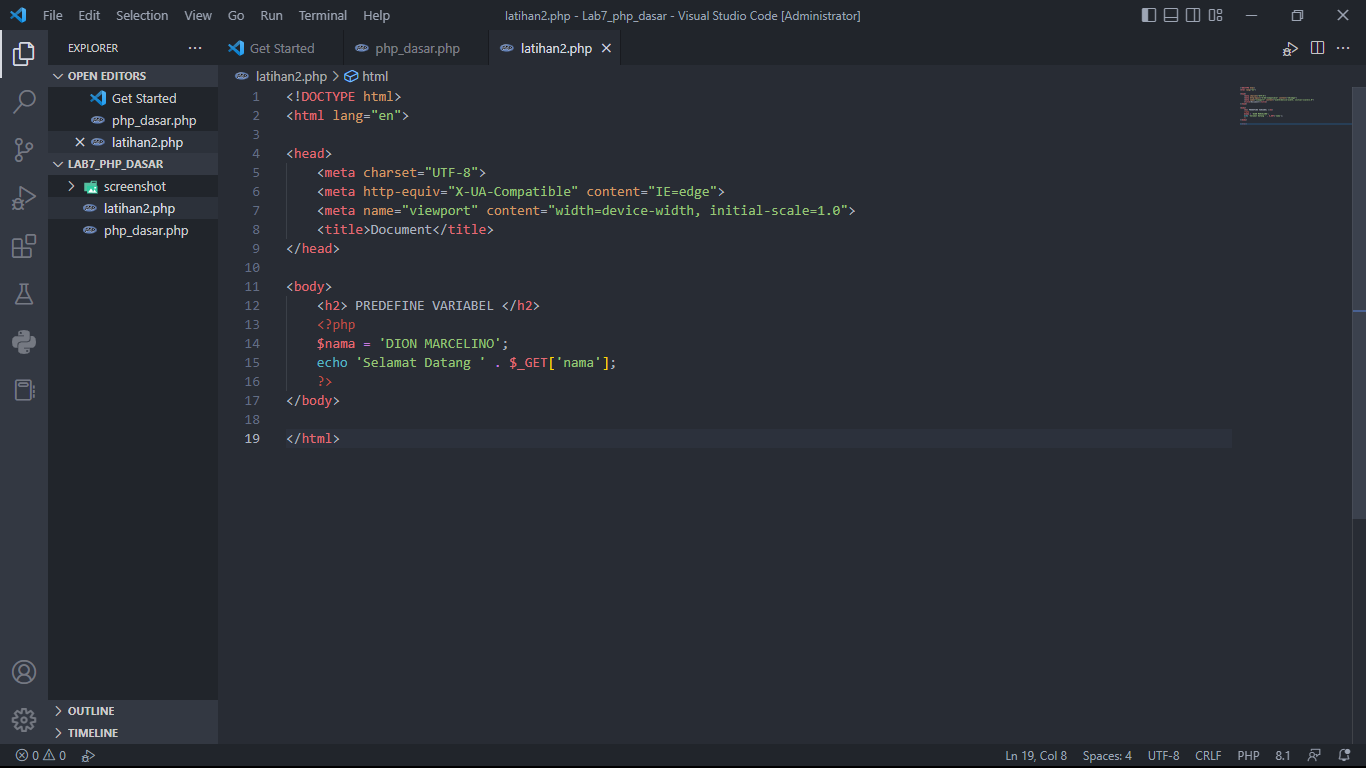 File Edit Selection View Go Run Terminal Help latihan2.php - Lab7_php_dasar - Visual Studio Code [Administrator]
EXPLORER
Get Started php_dasar.php latihan2.php
OPEN EDITORS
Get Started
php_dasar.php
latihan2.php
LAB7_PHP_DASAR
screenshot
latihan2.php
php_dasar.php
OUTLINE
TIMELINE
latihan2.php > html
1 <!DOCTYPE html>
2 <html lang="en">
3
4 <head>
5 <meta charset="UTF-8">
6 <meta http-equiv="X-UA-Compatible" content="IE=edge">
7 <meta name="viewport" content="width=device-width, initial-scale=1.0">
8 <title>Document</title>
9 </head>
10
11 <body>
12 <h2> PREDEFINE VARIABEL </h2>
13 <?php
14 $nama = 'DION MARCELINO';
15 echo 'Selamat Datang ' . $_GET['nama'];
16 ?>
17 </body>
18
19 </html>
0 0 Ln 19, Col 8 Spaces: 4 UTF-8 CRLF PHP 8.1